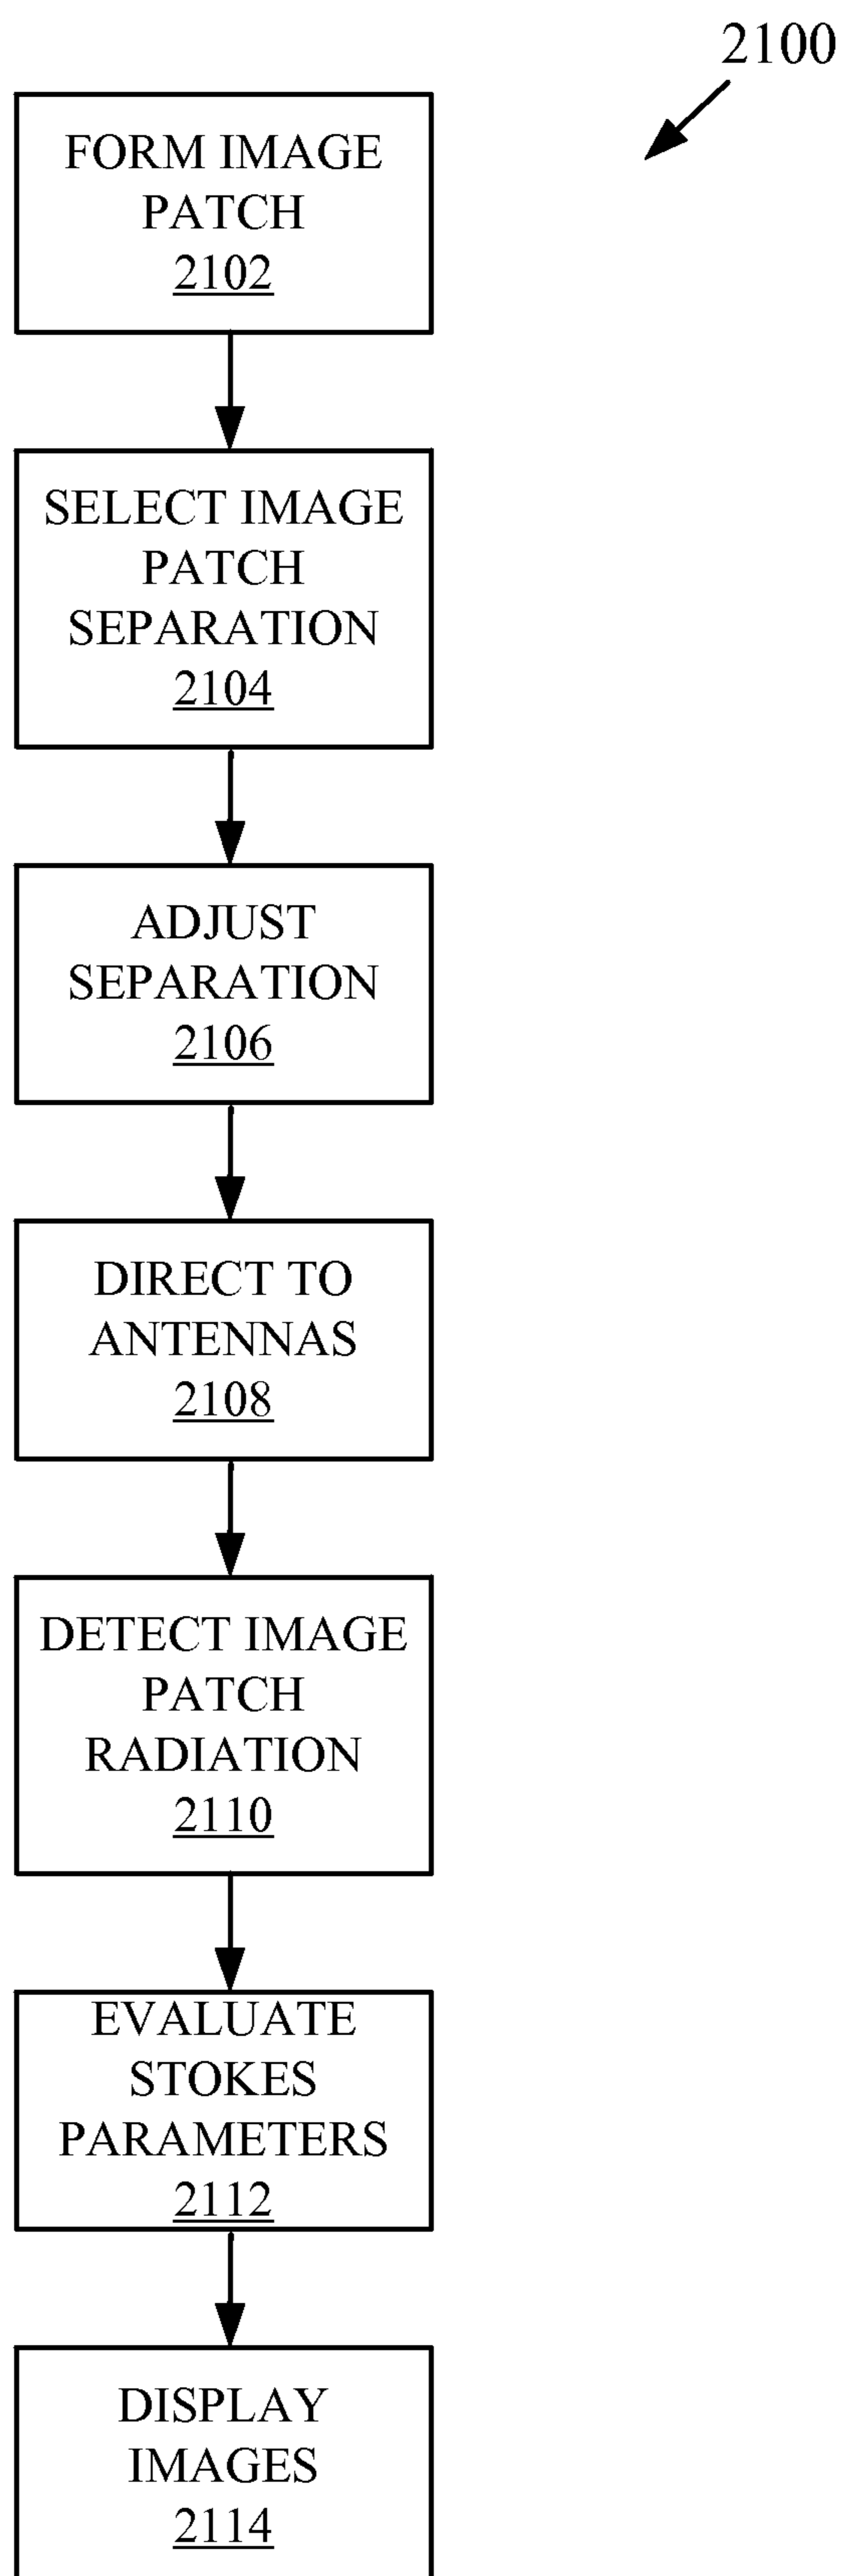 2100
FORM IMAGE
PATCH
2102
SELECT IMAGE
PATCH
SEPARATION
2104
ADJUST
SEPARATION
2106
DIRECT TO
ANTENNAS
2108
DETECT IMAGE
PATCH
RADIATION
2110
EVALUATE
STOKES
PARAMETERS
2112
DISPLAY
IMAGES
2114